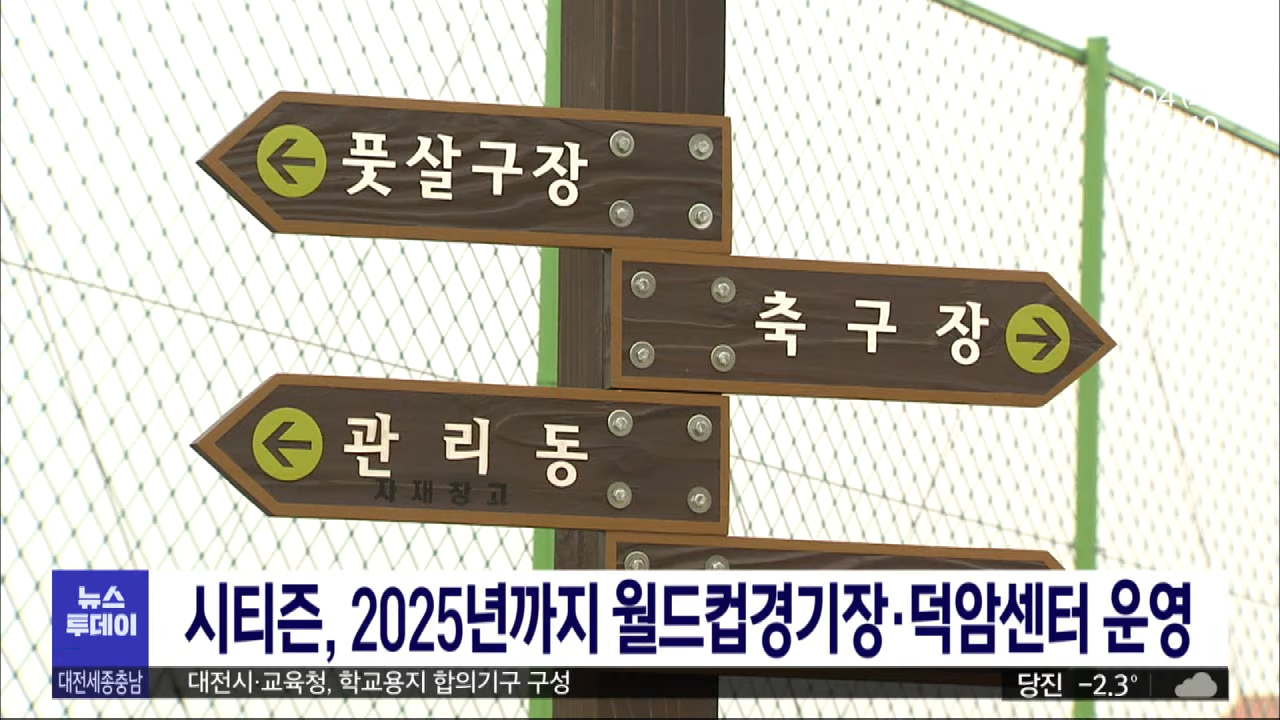 풋살구장
축구장
관리동
자재창고
뉴스
투데이
시티즌, 2025년까지 월드컵경기장·덕암센터 운영
대전세종충남
대전시·교육청, 학교용지 합의기구 구성
당진 -2.3°